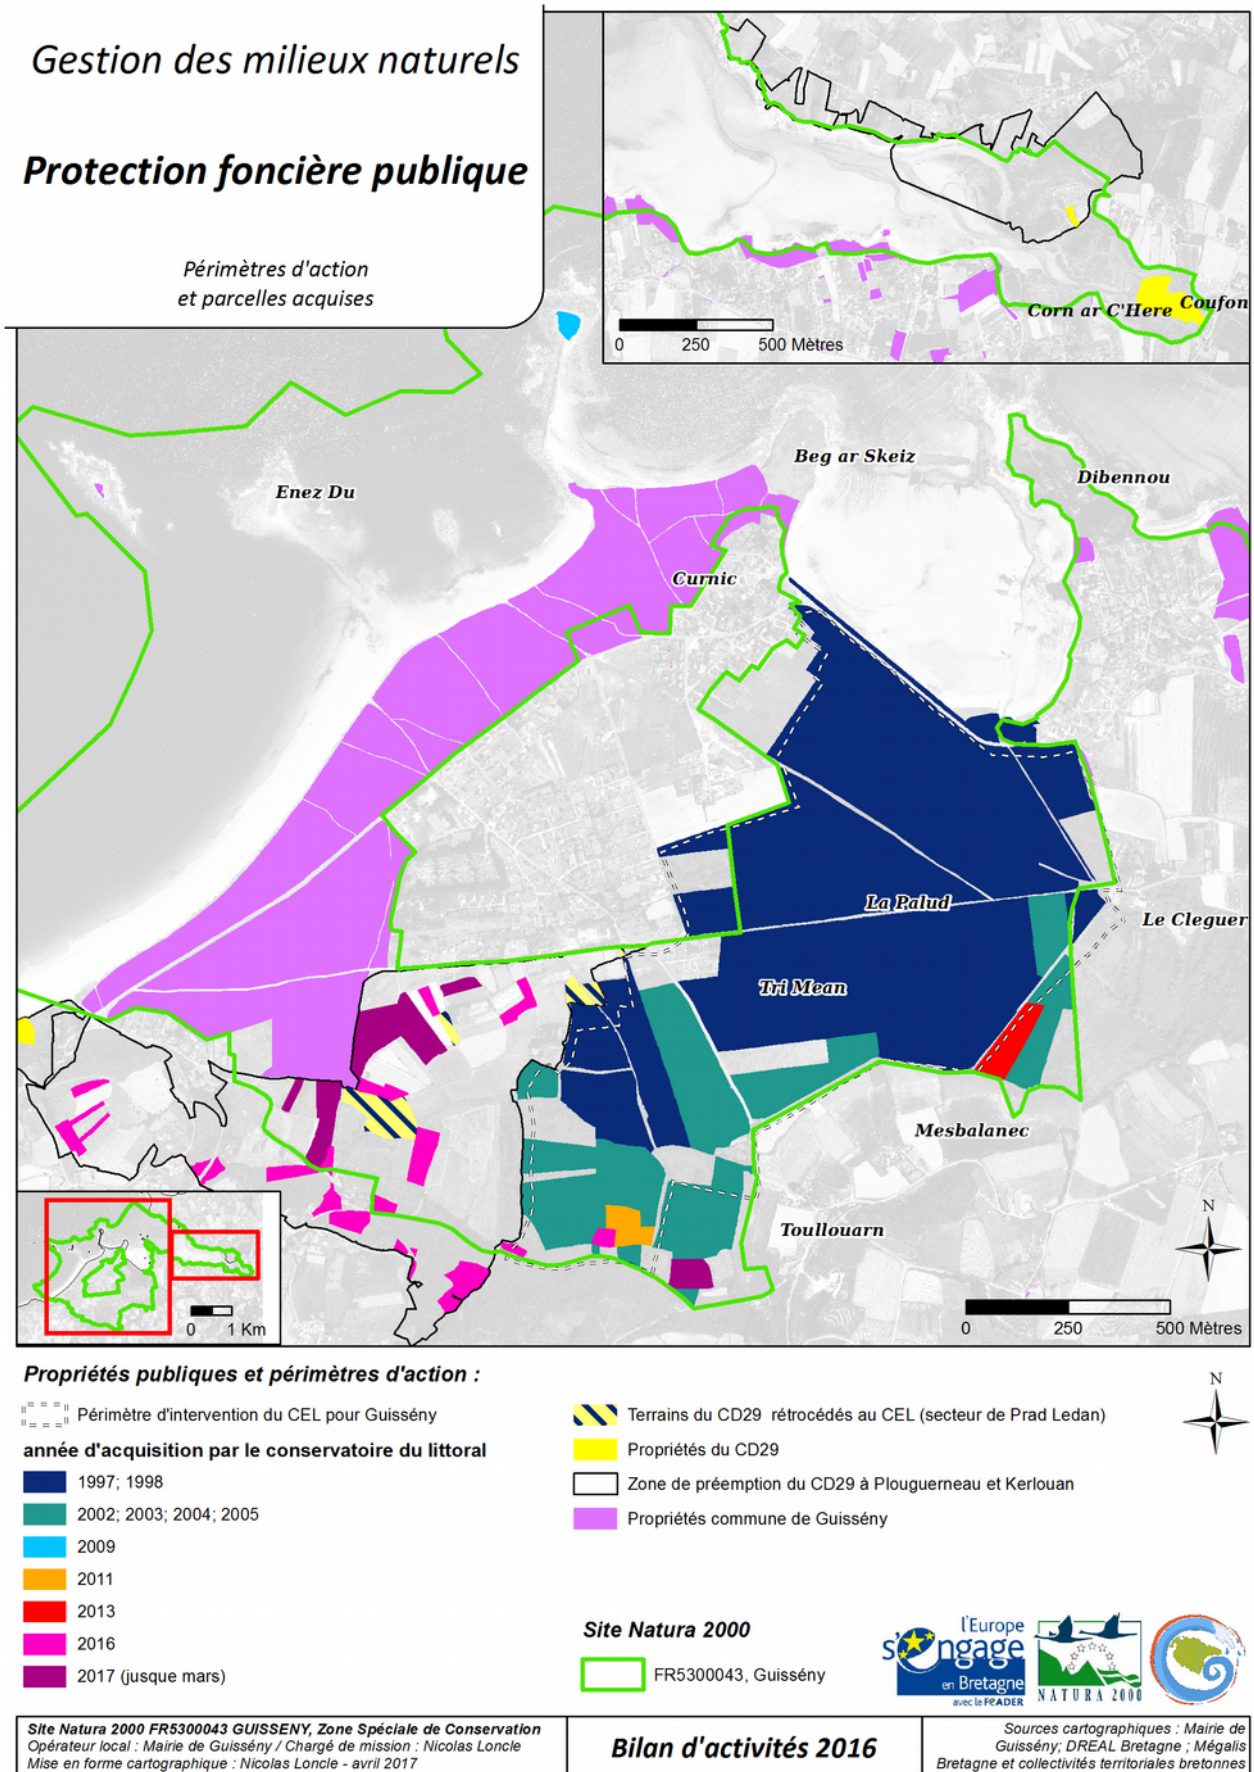 Gestion des milieux naturels
Protection foncière publique
Périmètres d'action
et parcelles acquises
Corn ar C'Here
Coufon
0 250 500 Mètres
Beg ar Skeiz
Dibennou
Enez Du
Curnic
La Palud
Le Cleguer
Tri Mean
Mesbalanec
Toullouarn
N
0 1 Km
0 250 500 Mètres
Propriétés publiques et périmètres d'action :
Périmètre d'intervention du CEL pour Guissény
année d'acquisition par le conservatoire du littoral
1997; 1998
2002; 2003; 2004; 2005
2009
2011
2013
2016
2017 (jusque mars)
Terrains du CD29 rétrocédés au CEL (secteur de Prad Ledan)
Propriétés du CD29
Zone de préemption du CD29 à Plouguerneau et Kerlouan
Propriétés commune de Guissény
N
Site Natura 2000
FR5300043, Guissény
l'Europe
s'engage
en Bretagne
avec le FEADER
NATURA 2000
Site Natura 2000 FR5300043 GUISSENY, Zone Spéciale de Conservation
Opérateur local : Mairie de Guissény / Chargé de mission : Nicolas Loncle
Mise en forme cartographique : Nicolas Loncle - avril 2017
Bilan d'activités 2016
Sources cartographiques : Mairie de
Guissény; DREAL Bretagne ; Mégalis
Bretagne et collectivités territoriales bretonnes